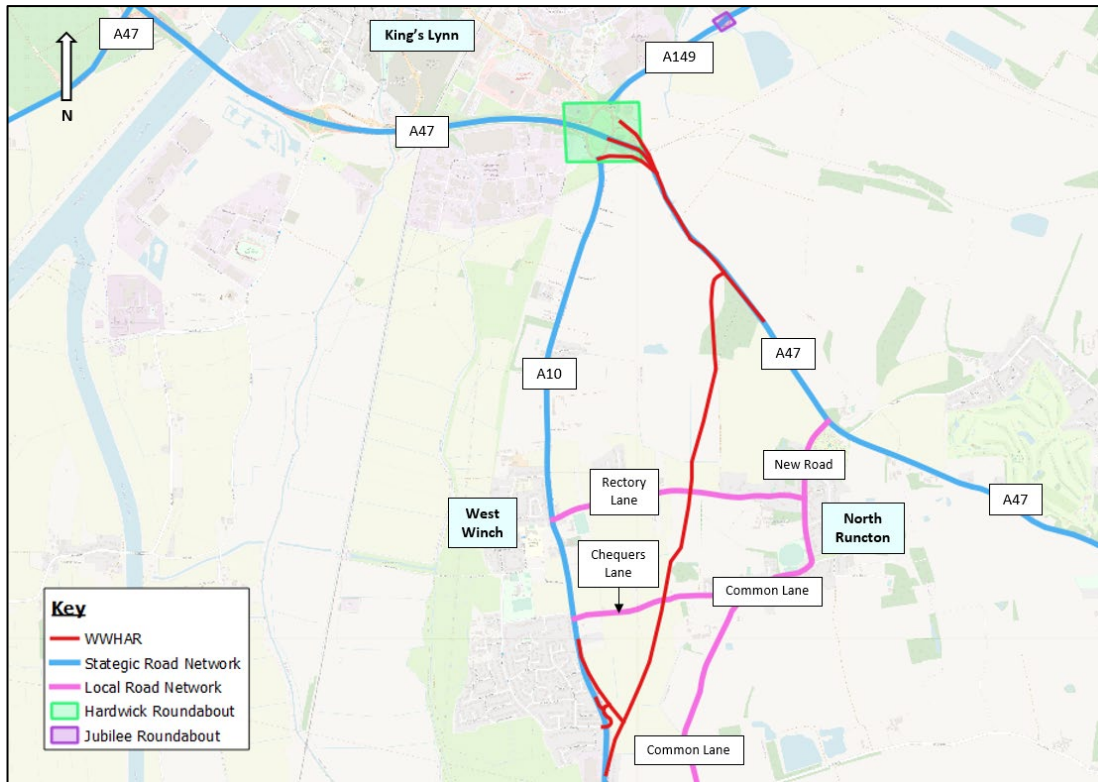 A47
King's Lynn
A149
N
A47
A47
A10
New Road
Rectory
Lane
A47
West
Winch
North
Runcton
Chequers
Lane
Common Lane
Key
WWHAR
Stategic Road Network
Local Road Network
Hardwick Roundabout
Jubilee Roundabout
Common Lane